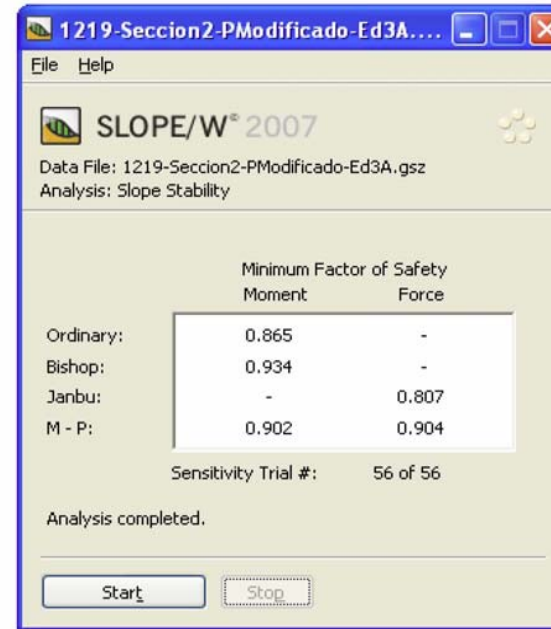 1219-Seccion2-PModificado-Ed3A....
File Help
SLOPE/W© 2007
Data File: 1219-Seccion2-PModificado-Ed3A.gsz
Analysis: Slope Stability
Minimum Factor of Safety
Moment Force
Ordinary: 0.865 -
Bishop: 0.934 -
Janbu: - 0.807
M - P: 0.902 0.904
Sensitivity Trial #: 56 of 56
Analysis completed.
Start Stop